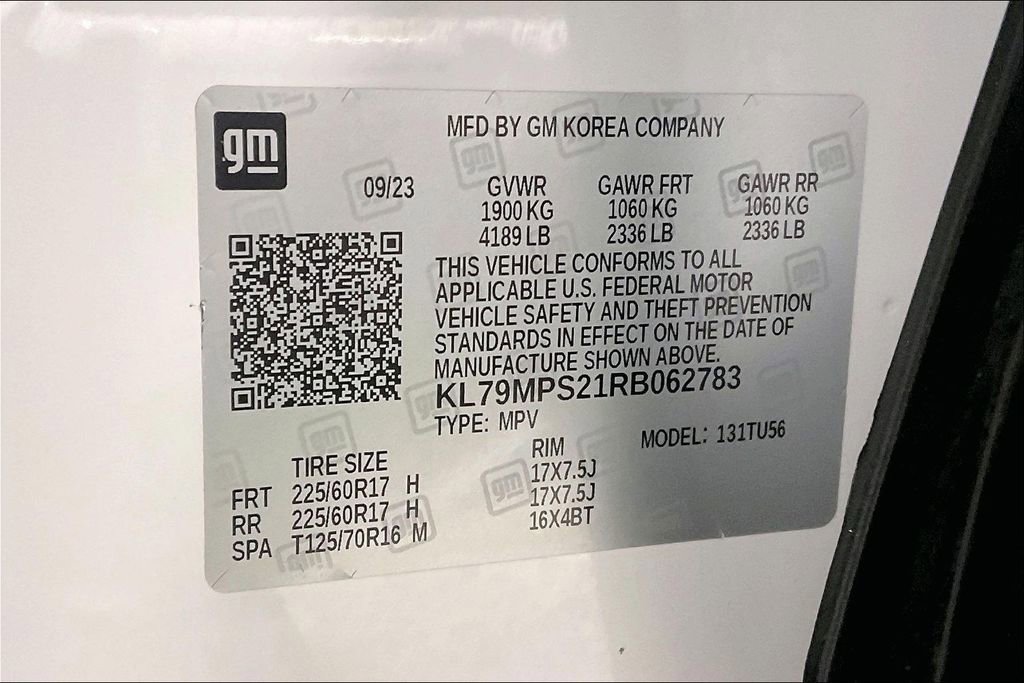 gm
MFD BY GM KOREA COMPANY
09/23 GVWR GAWR FRT GAWR RR
1900 KG 1060 KG 1060 KG
4189 LB 2336 LB 2336 LB
THIS VEHICLE CONFORMS TO ALL
APPLICABLE U.S. FEDERAL MOTOR
VEHICLE SAFETY AND THEFT PREVENTION
STANDARDS IN EFFECT ON THE DATE OF
MANUFACTURE SHOWN ABOVE.
KL79MPS21RB062783
TYPE: MPV MODEL: 131TU56
TIRE SIZE RIM
FRT 225/60R17 H 17X7.5J
RR 225/60R17 H 17X7.5J
SPA T125/70R16 M 16X4BT